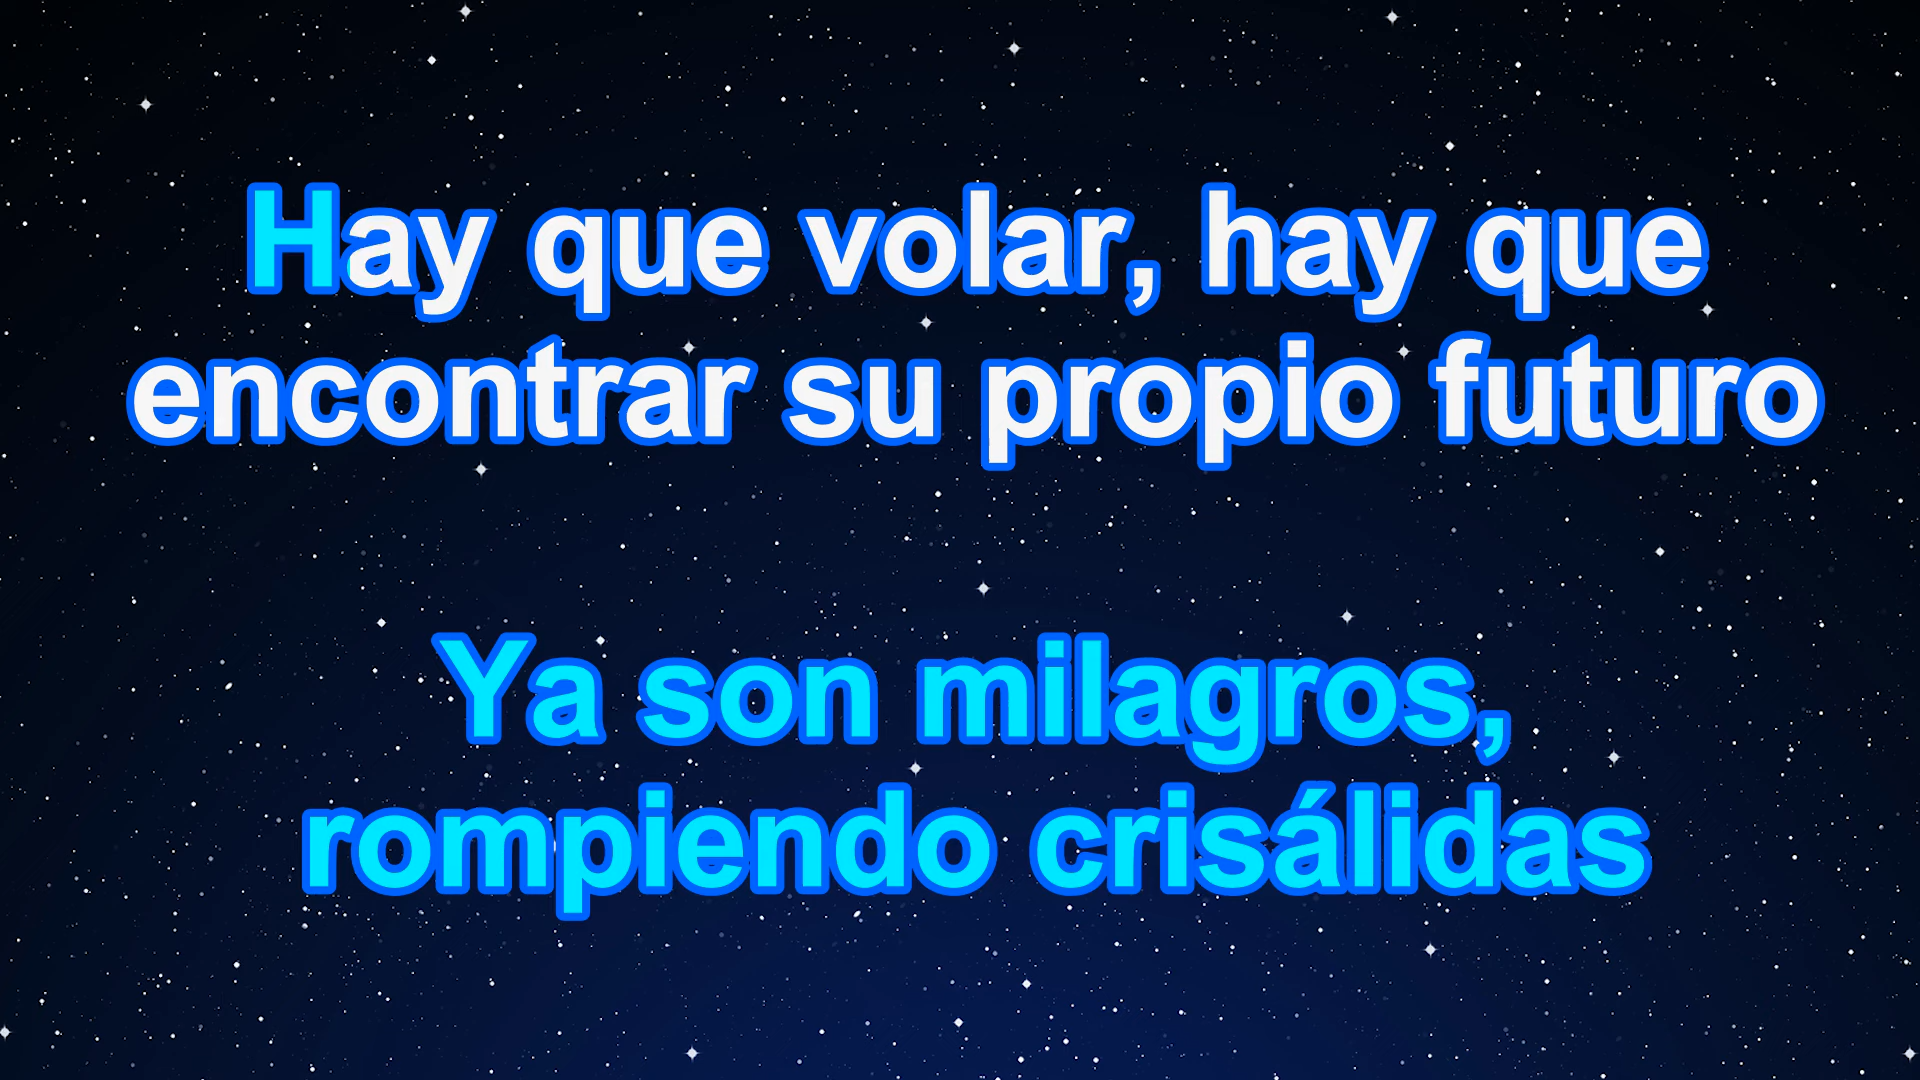 Hay que volar, hay que
encontrar su propio futuro
Ya son milagros,
rompiendo crisálidas